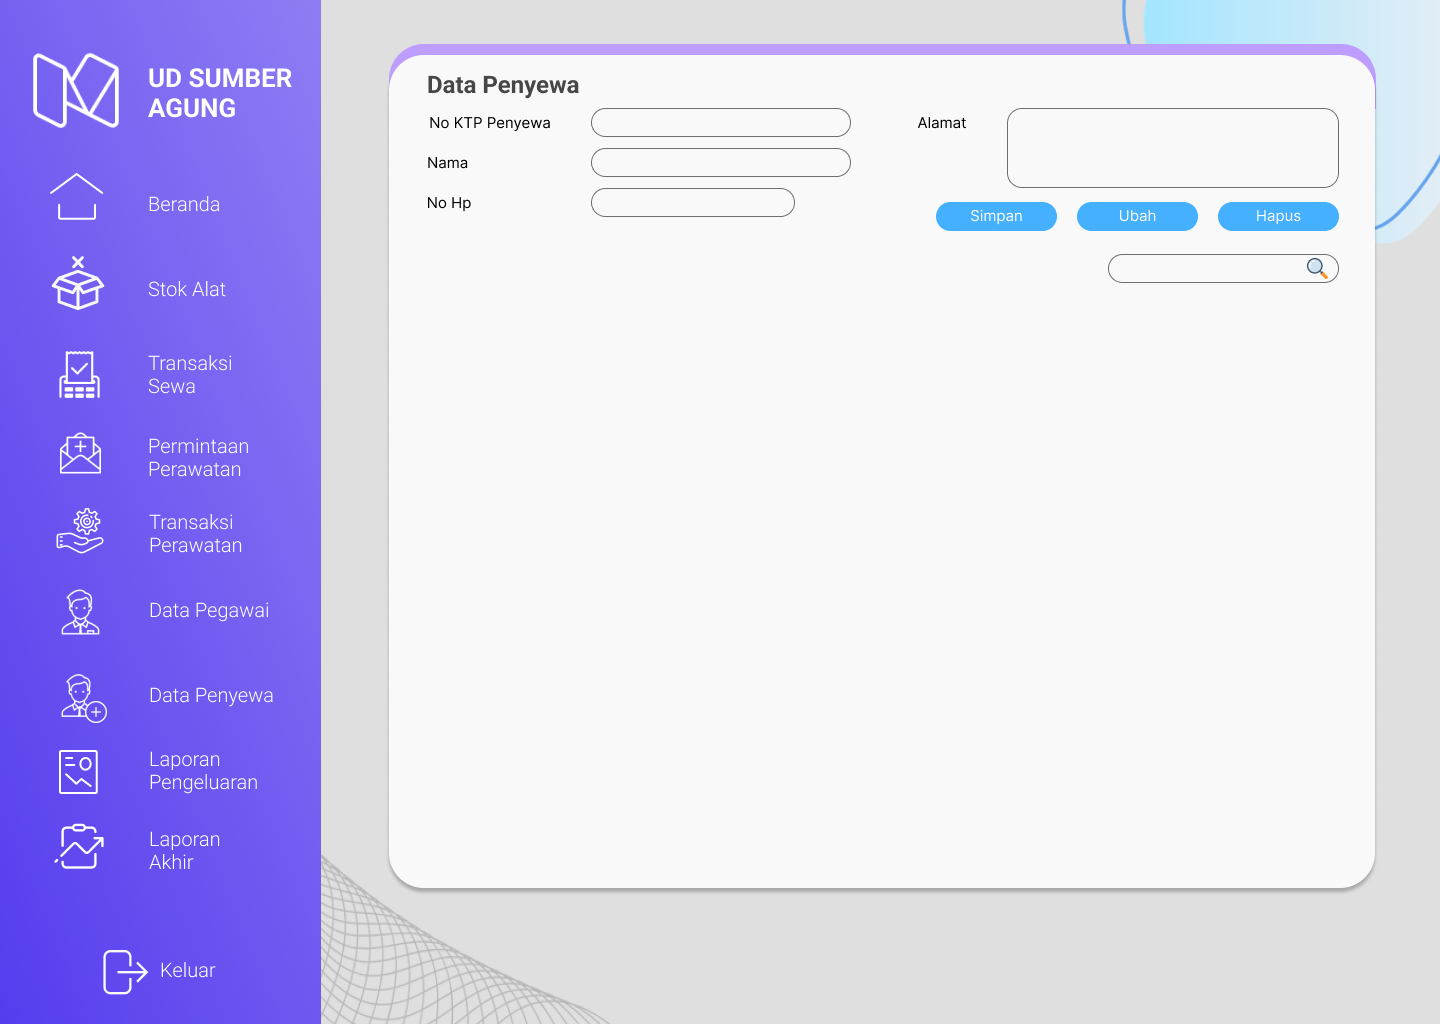 UD SUMBER
AGUNG
Beranda
Stok Alat
Transaksi
Sewa
Permintaan
Perawatan
Transaksi
Perawatan
Data Pegawai
Data Penyewa
Laporan
Pengeluaran
Laporan
Akhir
Keluar
Data Penyewa
No KTP Penyewa
Nama
No Hp
Alamat
Simpan
Ubah
Hapus